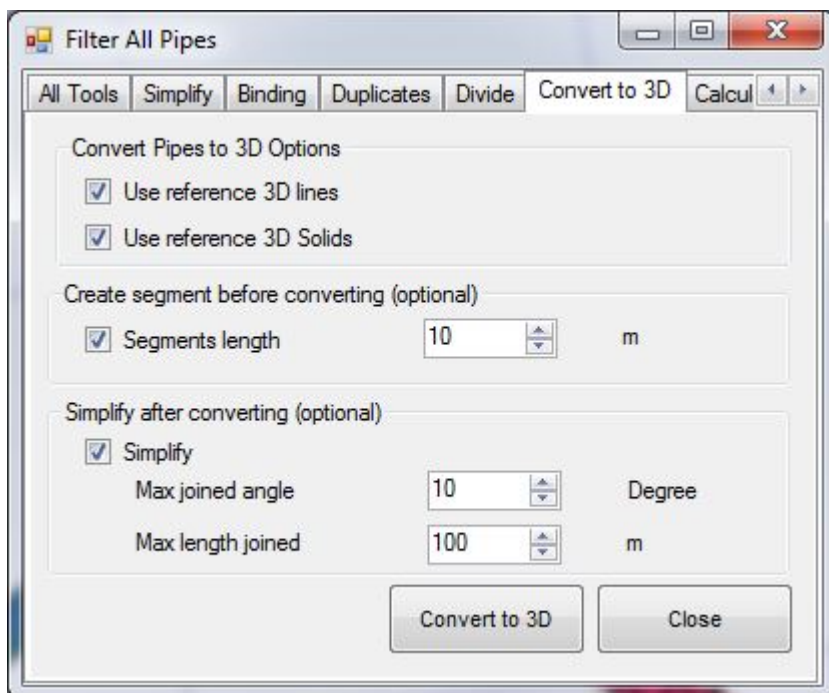 Filter All Pipes
All Tools Simplify Binding Duplicates Divide Convert to 3D Calcul
Convert Pipes to 3D Options
Use reference 3D lines
Use reference 3D Solids
Create segment before converting (optional)
Segments length 10 m
Simplify after converting (optional)
Simplify
Max joined angle 10 Degree
Max length joined 100 m
Convert to 3D Close